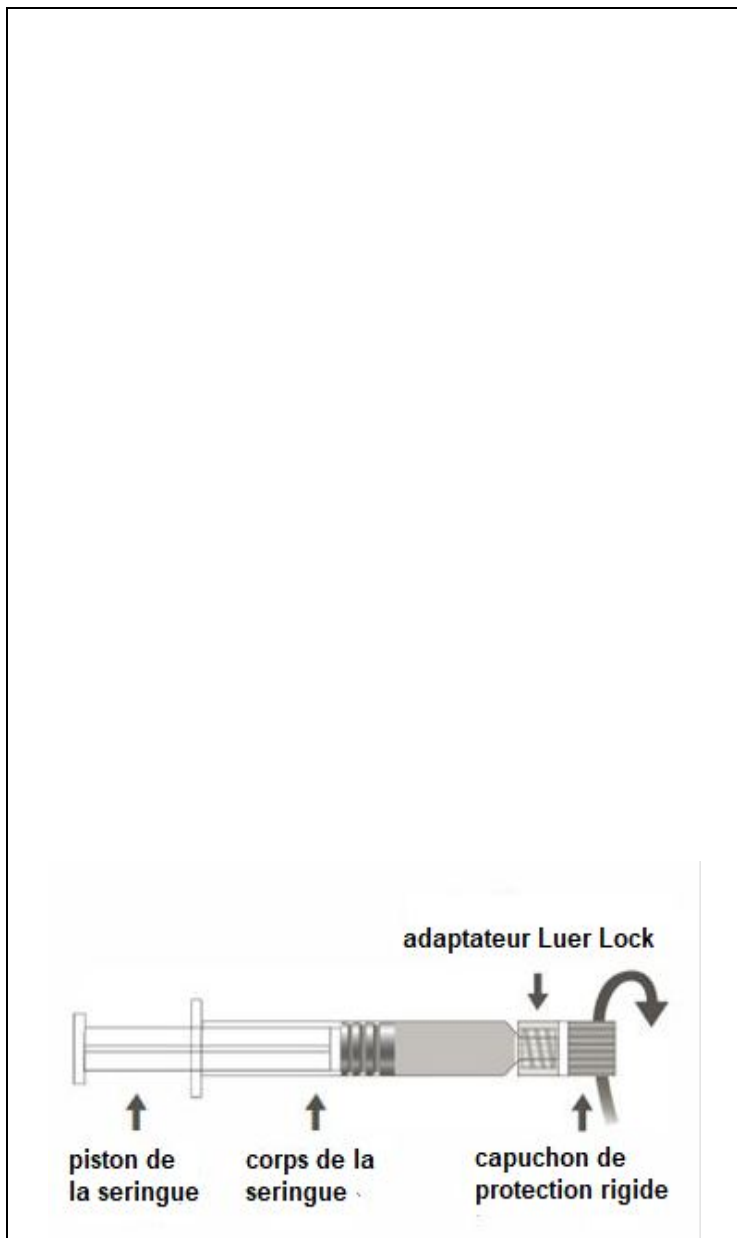 adaptateur Luer Lock
piston de
la seringue
corps de la
seringue
capuchon de
protection rigide